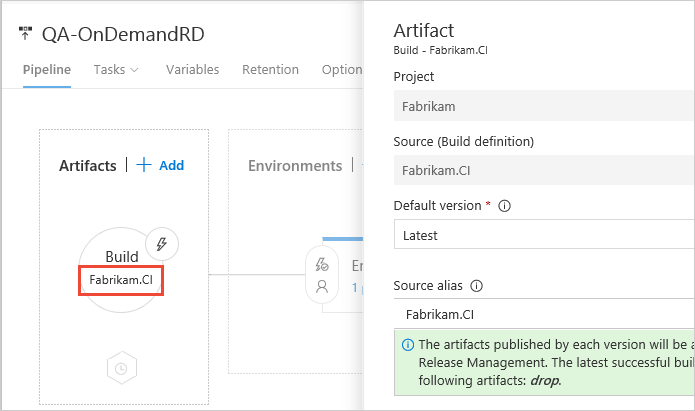 QA-OnDemandRD
Pipeline Tasks Variables Retention Option
Artifacts | + Add
Environments |
Build
Fabrikam.CI
1
Artifact
Build - Fabrikam.CI
Project
Fabrikam
Source (Build definition)
Fabrikam.CI
Default version *
Latest
Source alias
Fabrikam.CI
The artifacts published by each version will be a
Release Management. The latest successful buil
following artifacts: drop.